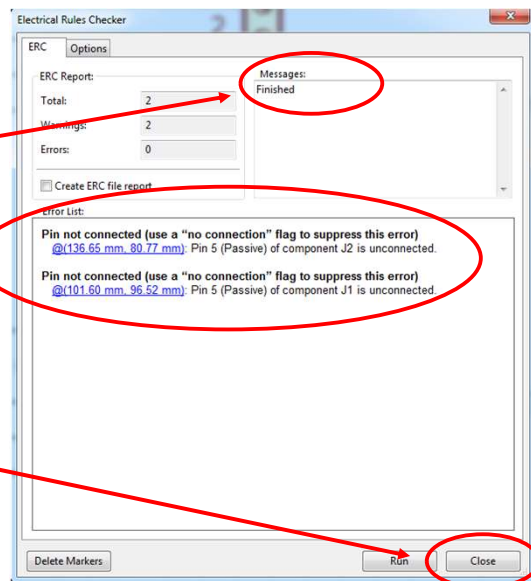 Electrical Rules Checker
2
ERC Options
ERC Report:
Total: 2
Warnings: 2
Errors: 0
Create ERC file report
Messages:
Finished
Error List:
Pin not connected (use a “no connection” flag to suppress this error)
@(136.65 mm, 80.77 mm): Pin 5 (Passive) of component J2 is unconnected.
Pin not connected (use a “no connection” flag to suppress this error)
@(101.60 mm, 96.52 mm): Pin 5 (Passive) of component J1 is unconnected.
Delete Markers Run Close